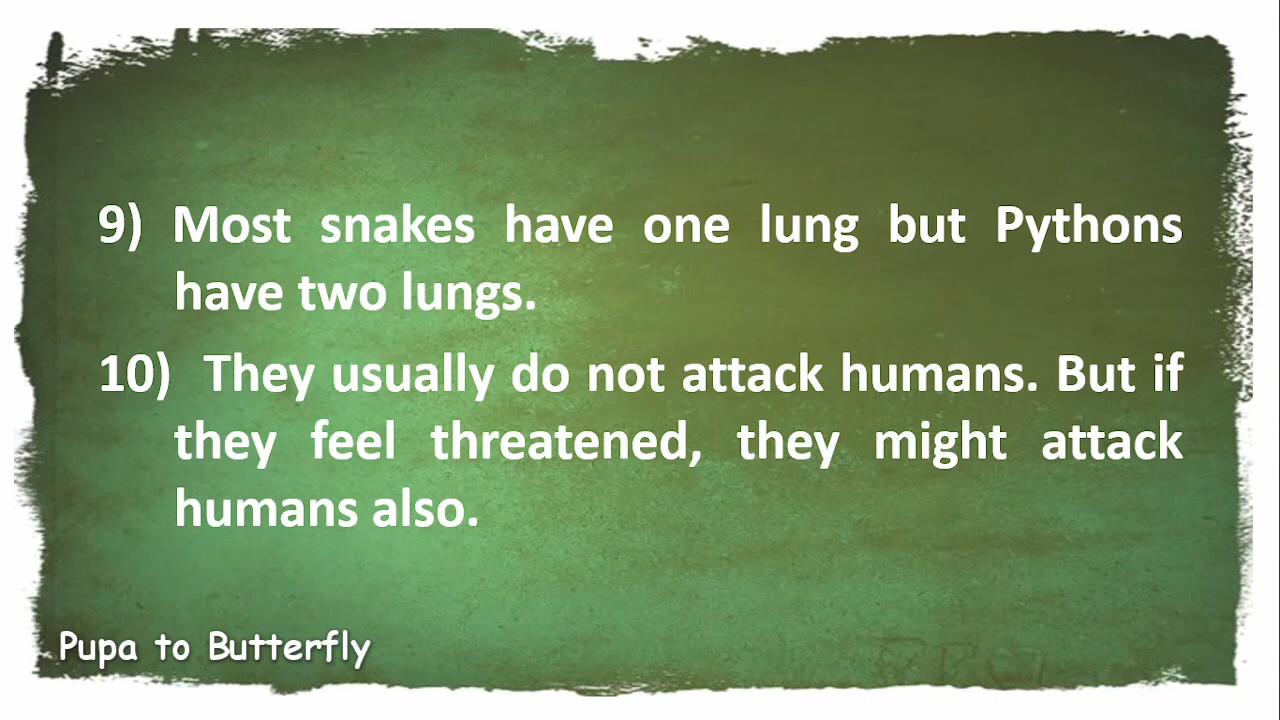 9) Most snakes have one lung but Pythons
have two lungs.
10) They usually do not attack humans. But if
they feel threatened, they might attack
humans also.
Pupa to Butterfly